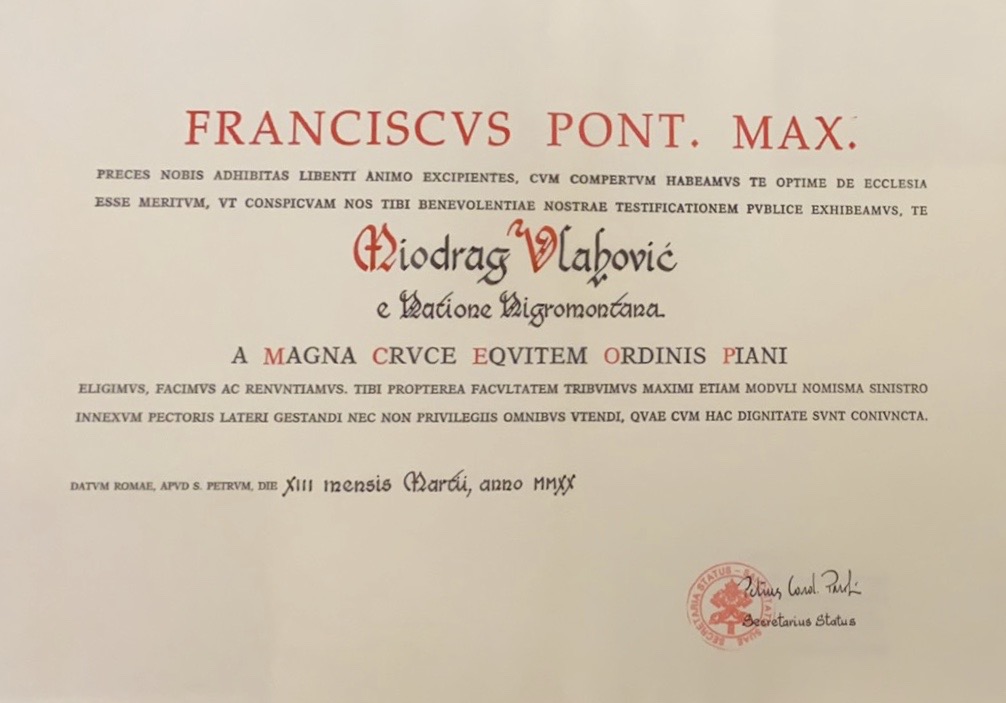 FRANCISCVS PONT. MAX.
PRECES NOBIS ADHIBITAS LIBENTI ANIMO EXCIPIENTES, CVM COMPERTVM HABEAMVS TE OPTIME DE ECCLESIA
ESSE MERITVM, VT CONSPICVAM NOS TIBI BENEVOLENTIAE NOSTRAE TESTIFICATIONEM PVBLICE EXHIBEAMVS, TE
Miodrag Vlahović
e Natione Nigromontana
A MAGNA CRVCE EQVITEM ORDINIS PIANI
ELIGIMVS, FACIMVS AC RENVNTIAMVS. TIBI PROPTEREA FACVLTATEM TRIBVIMVS MAXIMI ETIAM MODVLI NOMISMA SINISTRO
INNEXVM PECTORIS LATERI GESTANDI NEC NON PRIVILEGIIS OMNIBVS VTENDI, QVAE CVM HAC DIGNITATE SVNT CONIVNCTA.
DATVM ROMAE, APVD S. PETRVM, DIE XIII mensis Martii, anno MMXX
SECRETARIA STATUS - SANCTITATIS SUAE
Petrus Card. Parolin
Secretarius Status